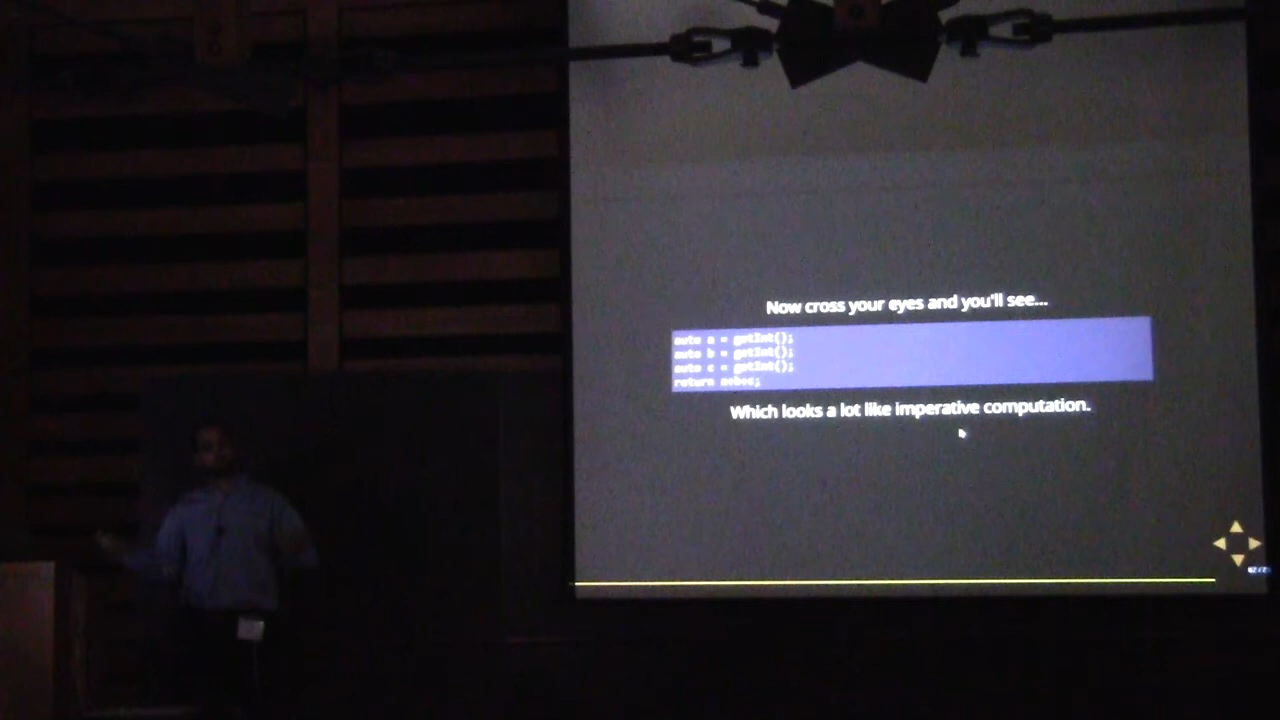 Now cross your eyes and you'll see...
auto a = getInt();
auto b = getInt();
auto c = getInt();
return a+b+c;
Which looks a lot like imperative computation.